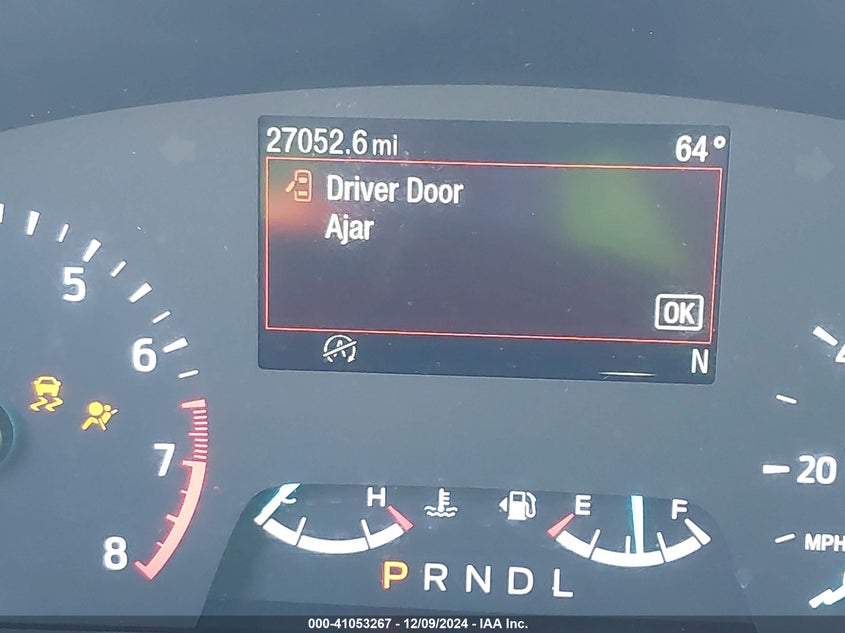 27052.6 mi 64°
Driver Door
Ajar
OK
N
5
6
7
8
20
MPH
C H E F
P R N D L
000-41053267 - 12/09/2024 - IAA Inc.